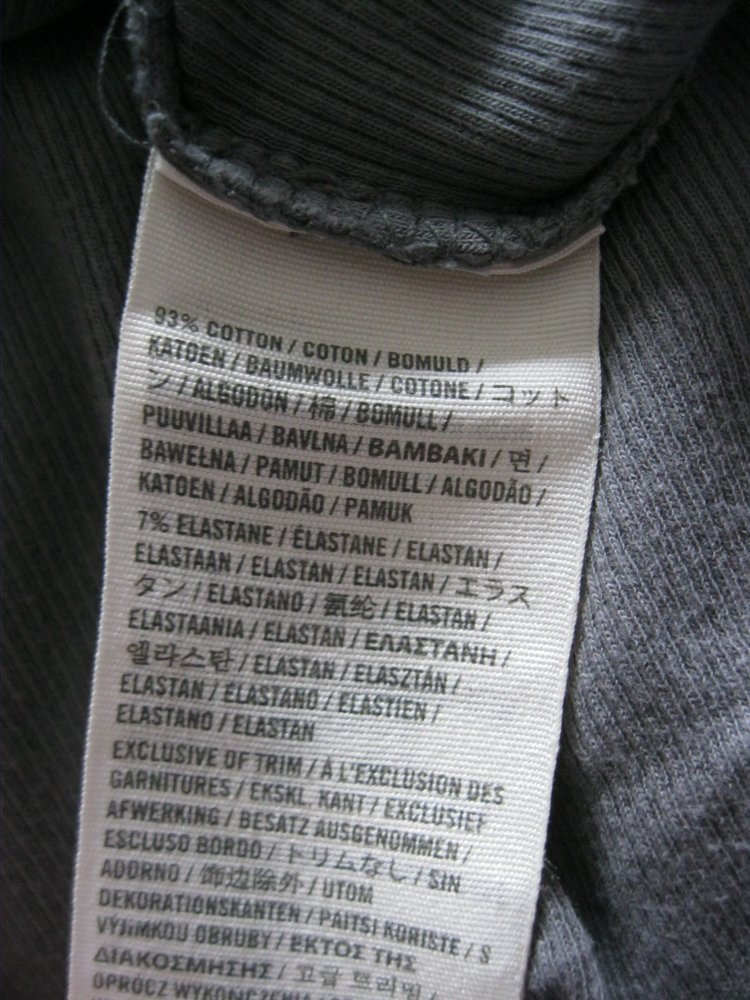 93% COTTON / COTON / BOMULD /
KATOEN / BAUMWOLLE / COTONE / コット
ン / ALGODÓN / 棉 / BOMULL /
PUUVILLAA / BAVLNA / BAMBAKI / 면 /
BAWEŁNA / PAMUT / BOMULL / ALGODÃO /
KATOEN / ALGODÃO / PAMUK
7% ELASTANE / ÉLASTANE / ELASTAN /
ELASTAAN / ELASTAN / ELASTAN / エラス
タン / ELASTANO / 氨纶 / ELASTAN /
ELASTAANIA / ELASTAN / ΕΛΑΣΤΑΝΗ /
엘라스탄 / ELASTAN / ELASZTÁN /
ELASTAN / ELASTANO / ELASTIEN /
ELASTANO / ELASTAN
EXCLUSIVE OF TRIM / À L'EXCLUSION DES
GARNITURES / EKSKL. KANT / EXCLUSIEF
AFWERKING / BESATZ AUSGENOMMEN /
ESCLUSO BORDO / トリムなし / SIN
ADORNO / 饰边除外 / UTOM
DEKORATIONSKANTEN / PAITSI KORISTE / S
VÝJIMKOU OBRUBY / ΕΚΤΟΣ ΤΗΣ
ΔΙΑΚΟΣΜΗΣΗΣ / 고급 트리밍 /
OPRÓCZ WYKOŃCZENIA /